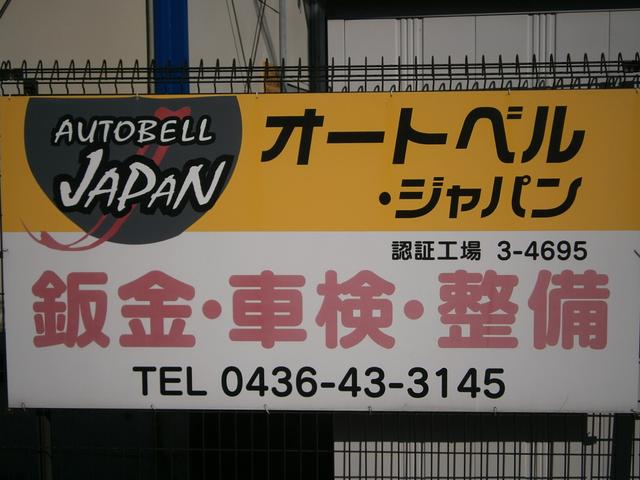 AUTOBELL
JAPAN
オートベル
・ジャパン
認証工場 3-4695
鈑金・車検・整備
TEL 0436-43-3145